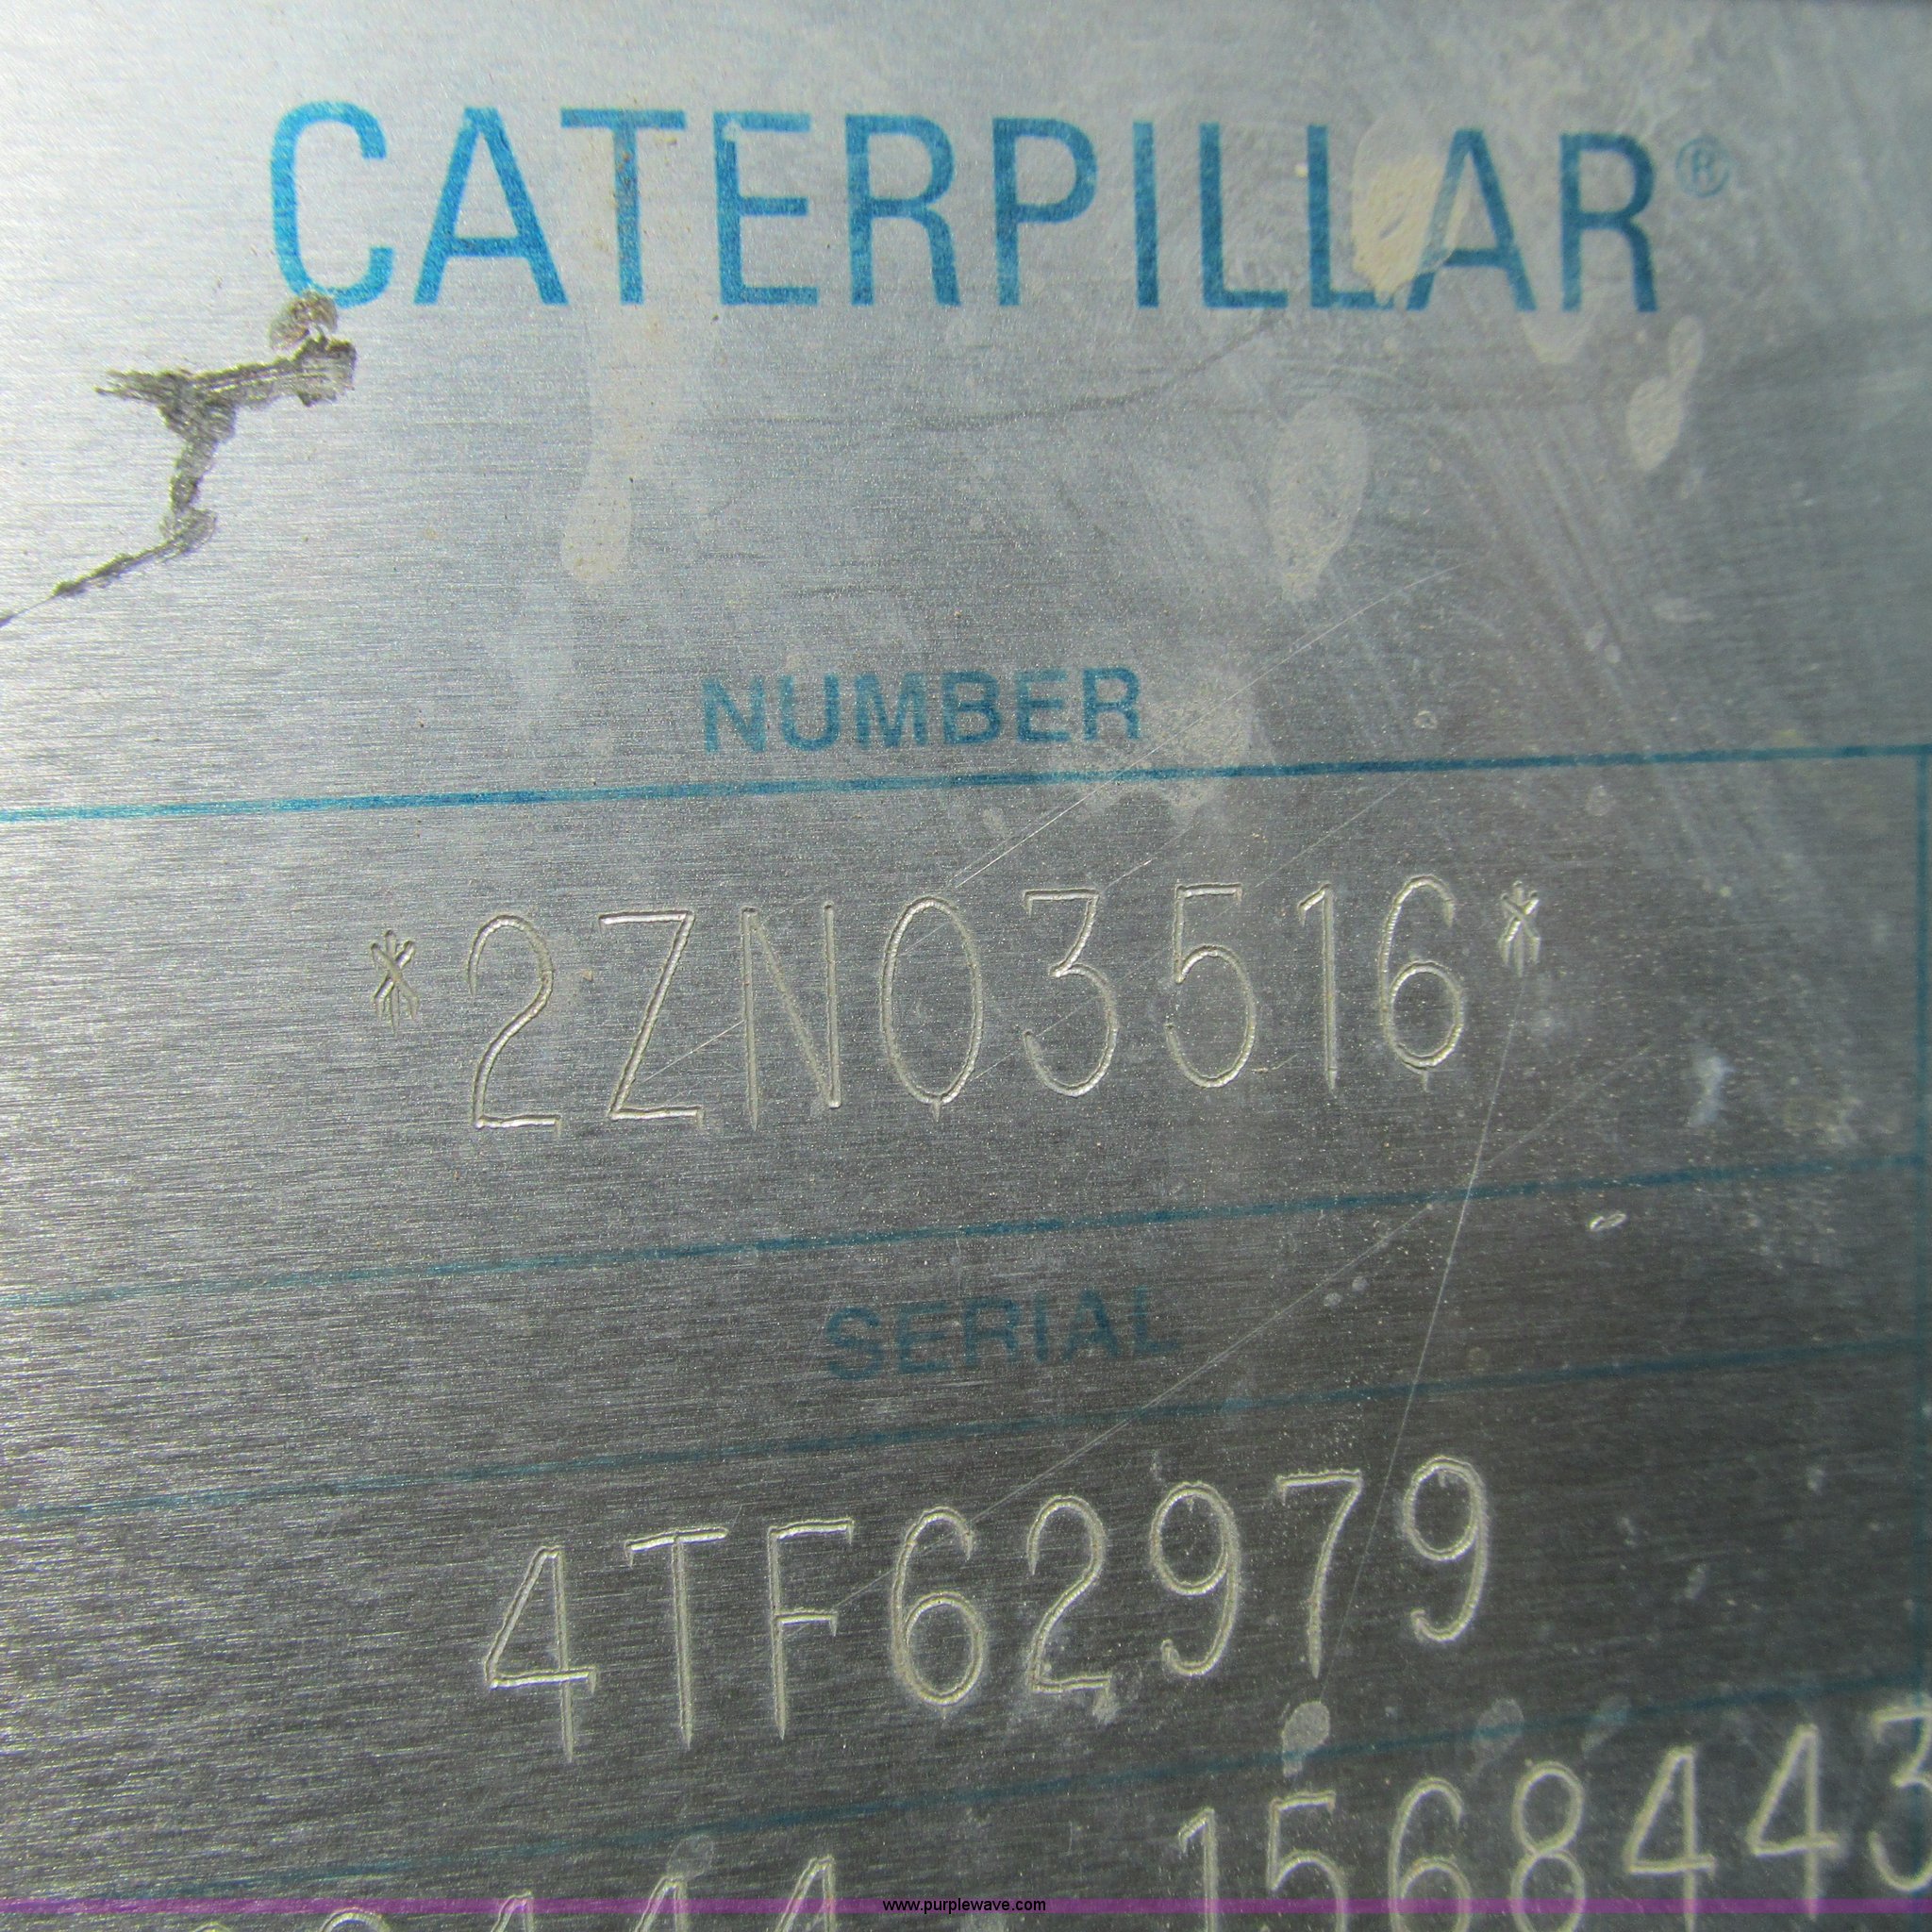 CATERPILLAR®
NUMBER
*2ZN03516*
SERIAL
4TF62979
1568443
www.purplewave.com